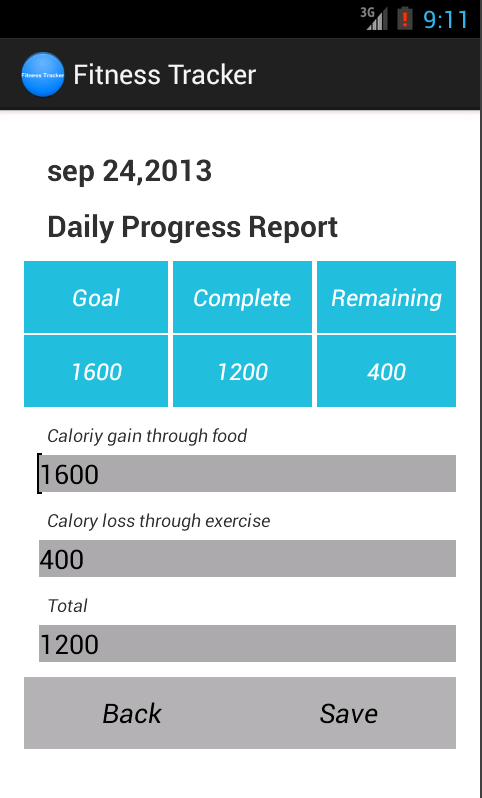 3G 9:11
Fitness Tracker Fitness Tracker
sep 24,2013
Daily Progress Report
Goal Complete Remaining
1600 1200 400
Caloriy gain through food
1600
Calory loss through exercise
400
Total
1200
Back Save